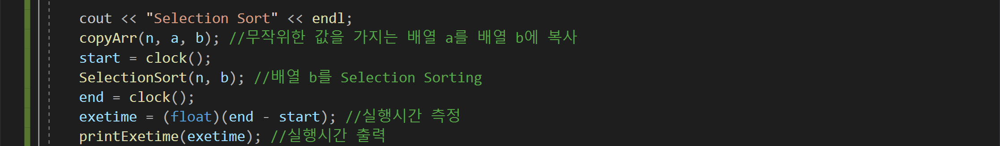 cout << "Selection Sort" << endl;
copyArr(n, a, b); //무작위한 값을 가지는 배열 a를 배열 b에 복사
start = clock();
SelectionSort(n, b); //배열 b를 Selection Sorting
end = clock();
exetime = (float)(end - start); //실행시간 측정
printExetime(exetime); //실행시간 출력